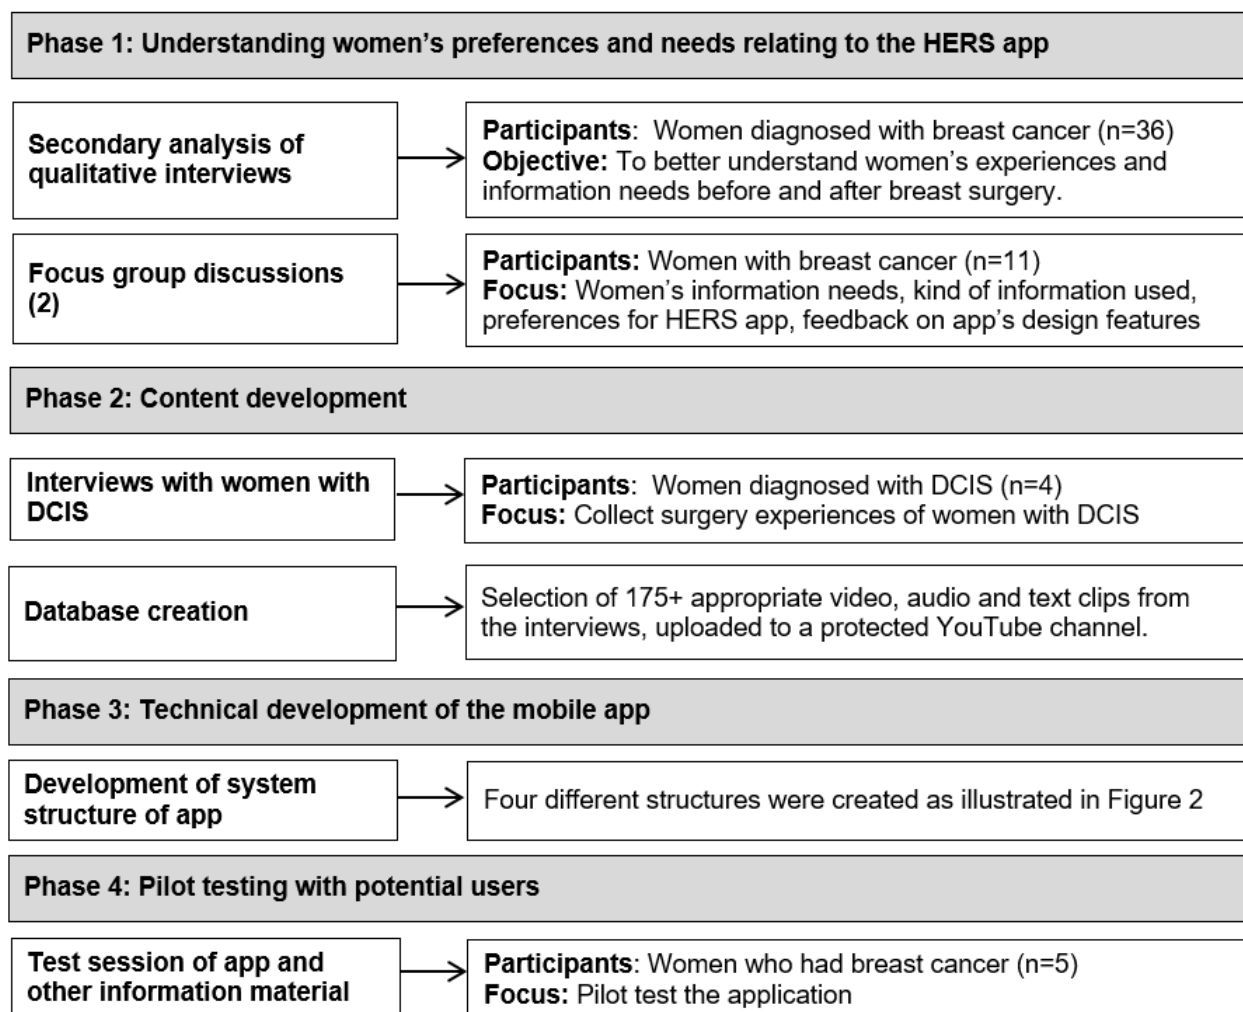 Phase 1: Understanding women's preferences and needs relating to the HERS app
Secondary analysis of
qualitative interviews
Participants:  Women diagnosed with breast cancer (n=36)
Objective: To better understand women's experiences and
information needs before and after breast surgery.
Focus group discussions
(2)
Participants: Women with breast cancer (n=11)
Focus: Women's information needs, kind of information used,
preferences for HERS app, feedback on app's design features
Phase 2: Content development
Interviews with women with
DCIS
Participants:  Women diagnosed with DCIS (n=4)
Focus: Collect surgery experiences of women with DCIS
Database creation
Selection of 175+ appropriate video, audio and text clips from
the interviews, uploaded to a protected YouTube channel.
Phase 3: Technical development of the mobile app
Development of system
structure of app
Four different structures were created as illustrated in Figure 2
Phase 4: Pilot testing with potential users
Test session of app and
other information material
Participants: Women who had breast cancer (n=5)
Focus: Pilot test the application